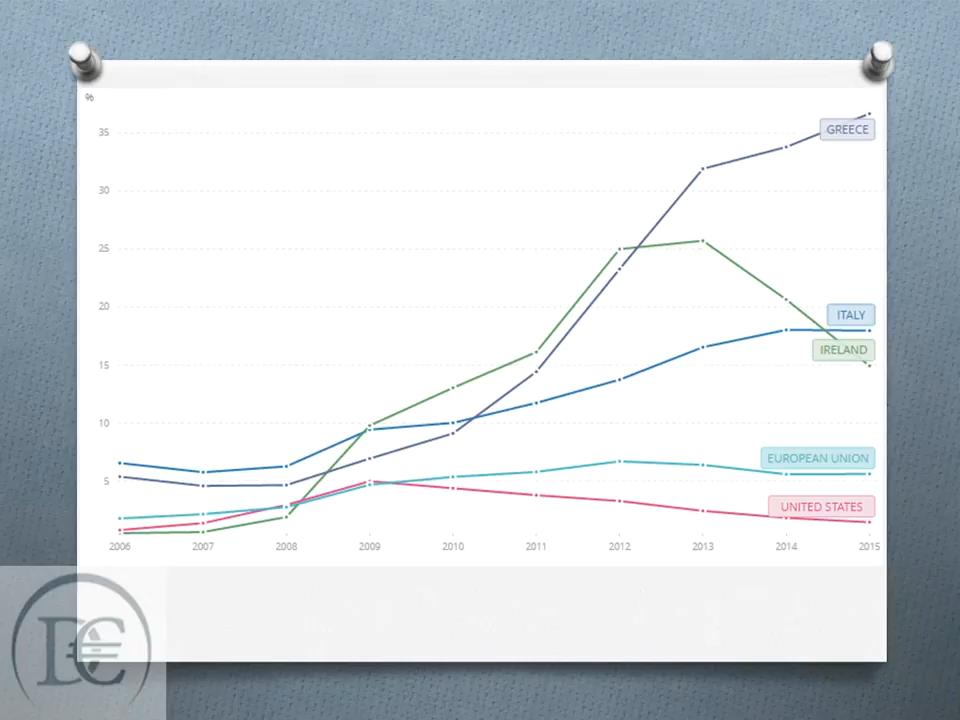 %
35
GREECE
30
25
20
ITALY
15
IRELAND
10
EUROPEAN UNION
5
UNITED STATES
2006 2007 2008 2009 2010 2011 2012 2013 2014 2015
D€